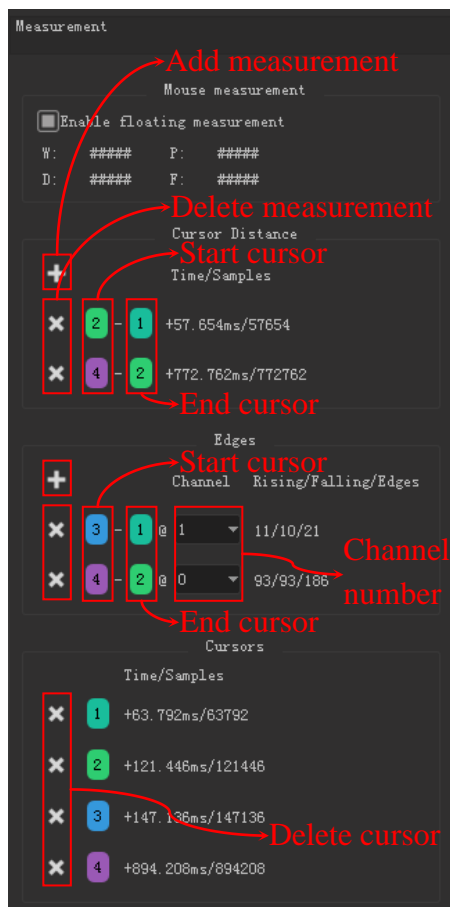 Measurement
Add measurement
Mouse measurement
Enable floating measurement
W: ##### P: #####
D: ##### F: #####
Delete measurement
Cursor Distance
Start cursor
Time/Samples
2 - 1 +57.654ms/57654
4 - 2 +772.762ms/772762
End cursor
Edges
Start cursor
Channel Rising/Falling/Edges
3 - 1 @ 1 11/10/21
Channel
4 - 2 @ 0 93/93/186
number
End cursor
Cursors
Time/Samples
1 +63.792ms/63792
2 +121.446ms/121446
3 +147.136ms/147136
Delete cursor
4 +894.208ms/894208